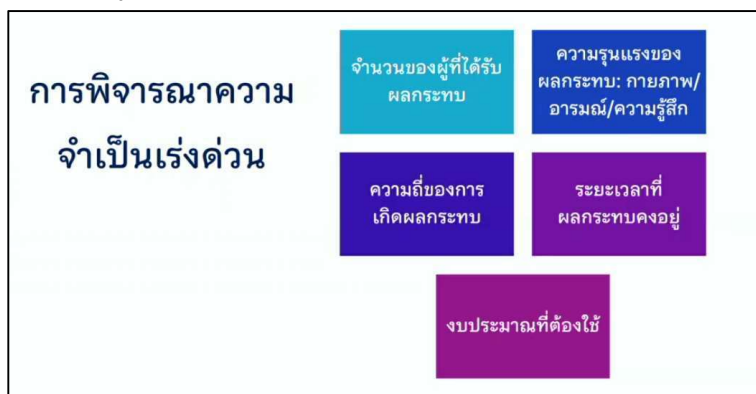 การพิจารณาความ
จำเป็นเร่งด่วน
จำนวนของผู้ที่ได้รับ
ผลกระทบ
ความรุนแรงของ
ผลกระทบ: กายภาพ/
อารมณ์/ความรู้สึก
ความถี่ของการ
เกิดผลกระทบ
ระยะเวลาที่
ผลกระทบคงอยู่
งบประมาณที่ต้องใช้